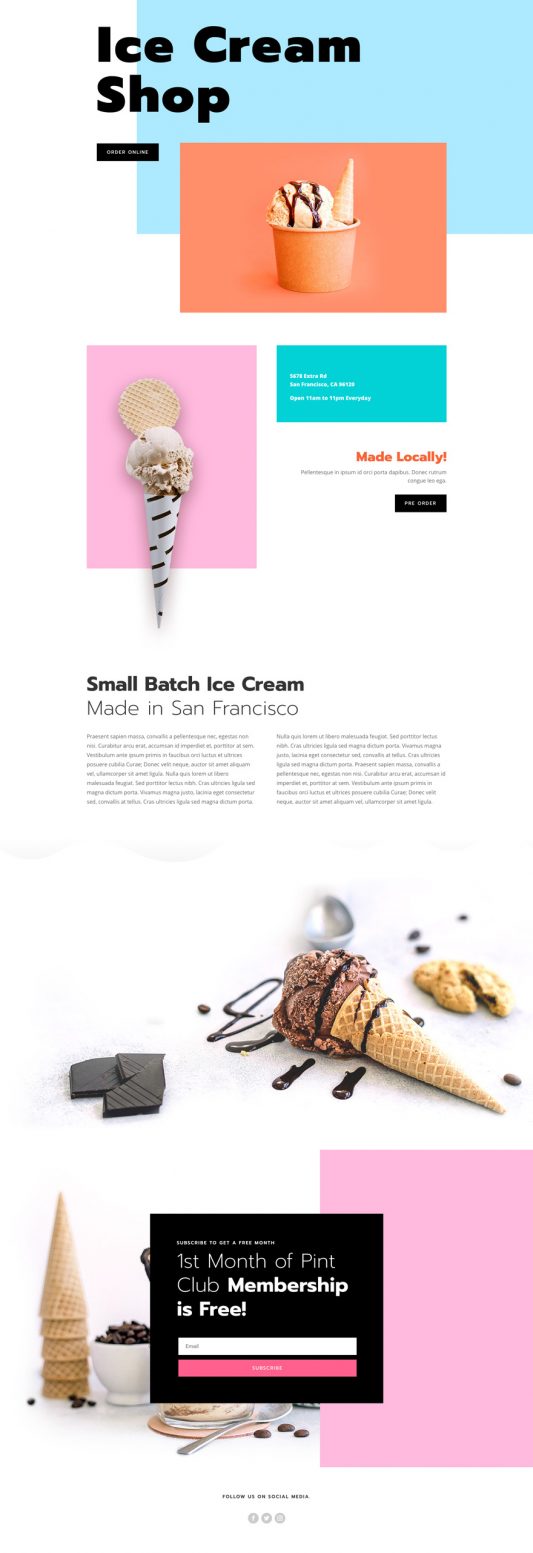 Ice Cream
Shop
ORDER ONLINE
5678 Extra Rd
San Francisco, CA 96120
Open 11am to 11pm Everyday
Made Locally!
Pellentesque in ipsum id orci porta dapibus. Donec rutrum
congue leo ega.
PRE ORDER
Small Batch Ice Cream
Made in San Francisco
Praesent sapien massa, convallis a pellentesque nec, egestas non
nisi. Curabitur arcu erat, accumsan id imperdiet et, porttitor at sem.
Vestibulum ante ipsum primis in faucibus orci luctus et ultrices
posuere cubilia Curae; Donec velit neque, auctor sit amet aliquam
vel, ullamcorper sit amet ligula. Nulla quis lorem ut libero
malesuada feugiat. Sed porttitor lectus nibh. Cras ultricies ligula sed
magna dictum porta. Vivamus magna justo, lacinia eget consectetur
sed, convallis at tellus. Cras ultricies ligula sed magna dictum porta.
Nulla quis lorem ut libero malesuada feugiat. Sed porttitor lectus
nibh. Cras ultricies ligula sed magna dictum porta. Vivamus magna
justo, lacinia eget consectetur sed, convallis at tellus. Cras ultricies
ligula sed magna dictum porta. Praesent sapien massa, convallis a
pellentesque nec, egestas non nisi. Curabitur arcu erat, accumsan id
imperdiet et, porttitor at sem. Vestibulum ante ipsum primis in
faucibus orci luctus et ultrices posuere cubilia Curae; Donec velit
neque, auctor sit amet aliquam vel, ullamcorper sit amet ligula.
SUBSCRIBE TO GET A FREE MONTH
1st Month of Pint
Club Membership
is Free!
Email
SUBSCRIBE
FOLLOW US ON SOCIAL MEDIA.